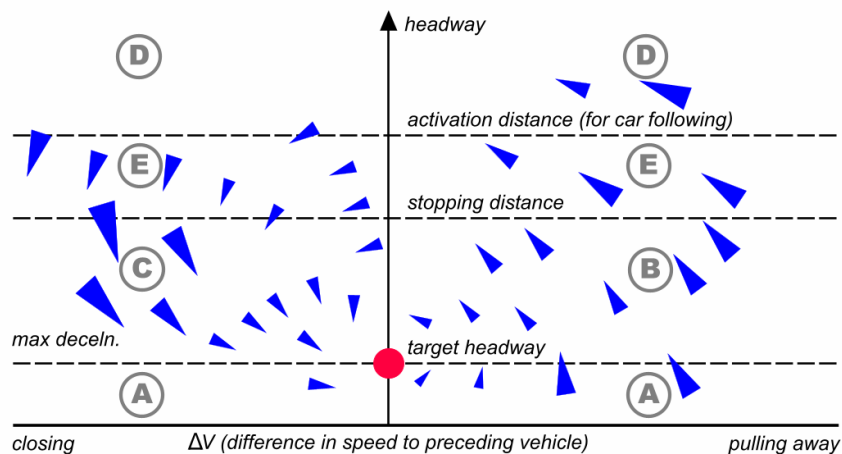 headway
D
D
activation distance (for car following)
E
E
stopping distance
C
B
max deceln.
target headway
A
A
closing
ΔV (difference in speed to preceding vehicle)
pulling away